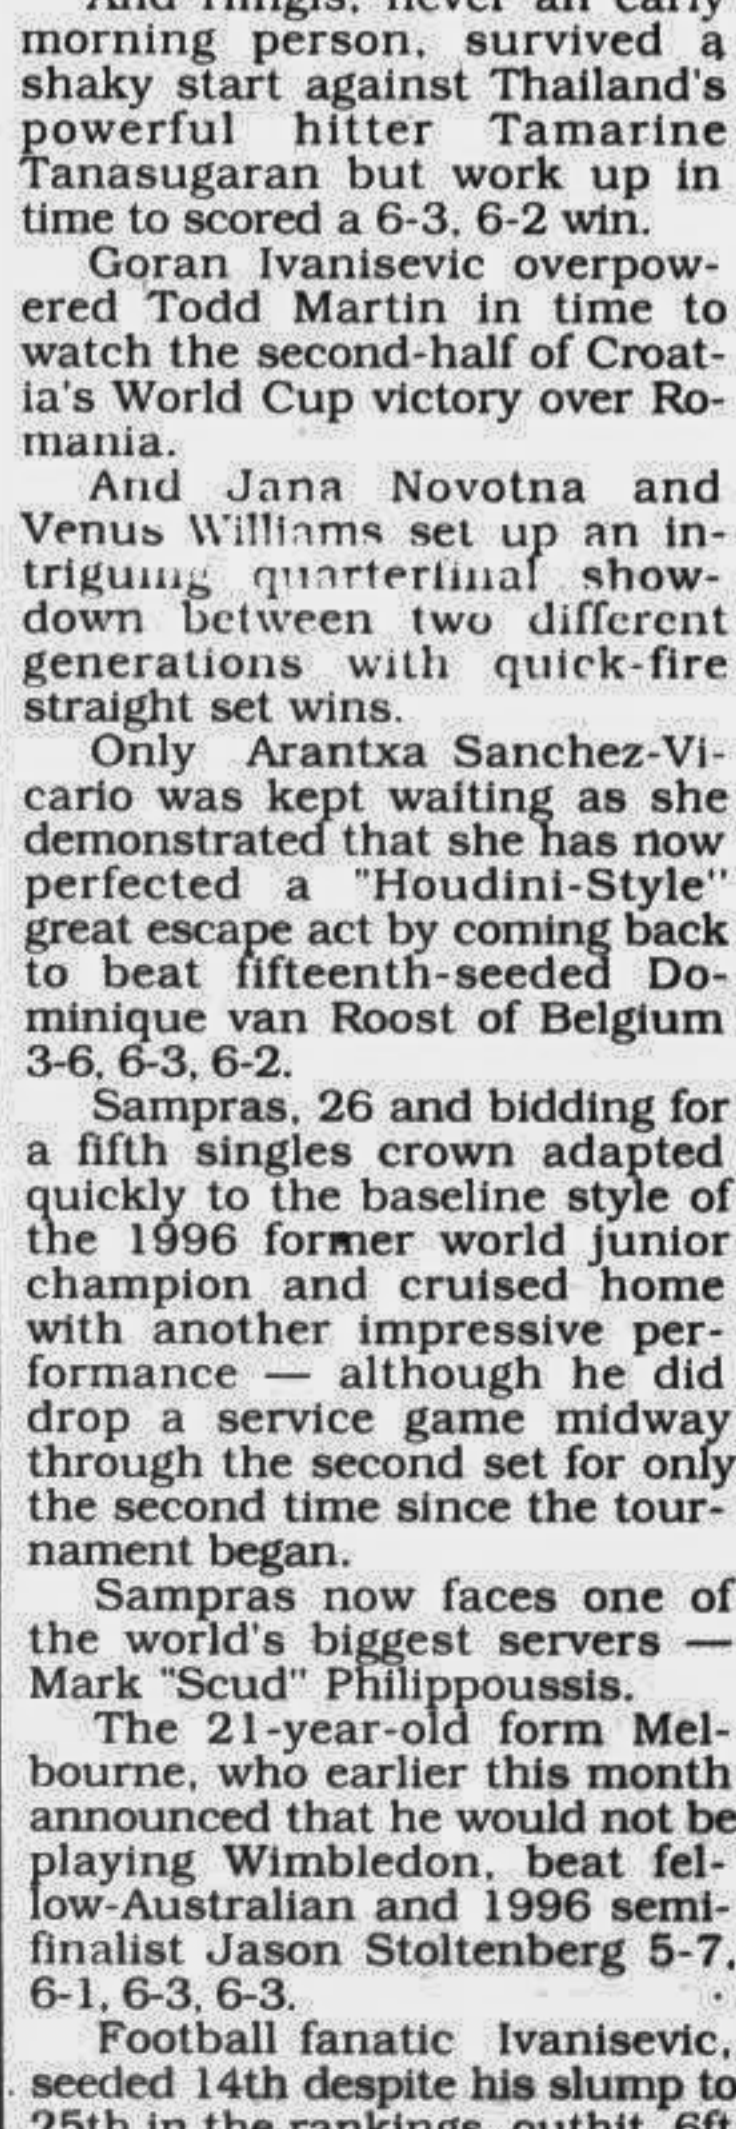 And Hingis, never an early
morning person, survived a
shaky start against Thailand's
powerful hitter Tamarine
Tanasugaran but work up in
time to scored a 6-3, 6-2 win.
Goran Ivanisevic overpow-
ered Todd Martin in time to
watch the second-half of Croat-
ia's World Cup victory over Ro-
mania.
And Jana Novotna and
Venus Williams set up an in-
triguing quarterfinal show-
down between two different
generations with quick-fire
straight set wins.
Only Arantxa Sanchez-Vi-
cario was kept waiting as she
demonstrated that she has now
perfected a "Houdini-Style"
great escape act by coming back
to beat fifteenth-seeded Do-
minique van Roost of Belgium
3-6, 6-3, 6-2.
Sampras, 26 and bidding for
a fifth singles crown adapted
quickly to the baseline style of
the 1996 former world junior
champion and cruised home
with another impressive per-
formance — although he did
drop a service game midway
through the second set for only
the second time since the tour-
nament began.
Sampras now faces one of
the world's biggest servers —
Mark "Scud" Philippoussis.
The 21-year-old form Mel-
bourne, who earlier this month
announced that he would not be
playing Wimbledon, beat fel-
low-Australian and 1996 semi-
finalist Jason Stoltenberg 5-7,
6-1, 6-3, 6-3.
Football fanatic Ivanisevic,
seeded 14th despite his slump to
25th in the rankings, outhit 6ft